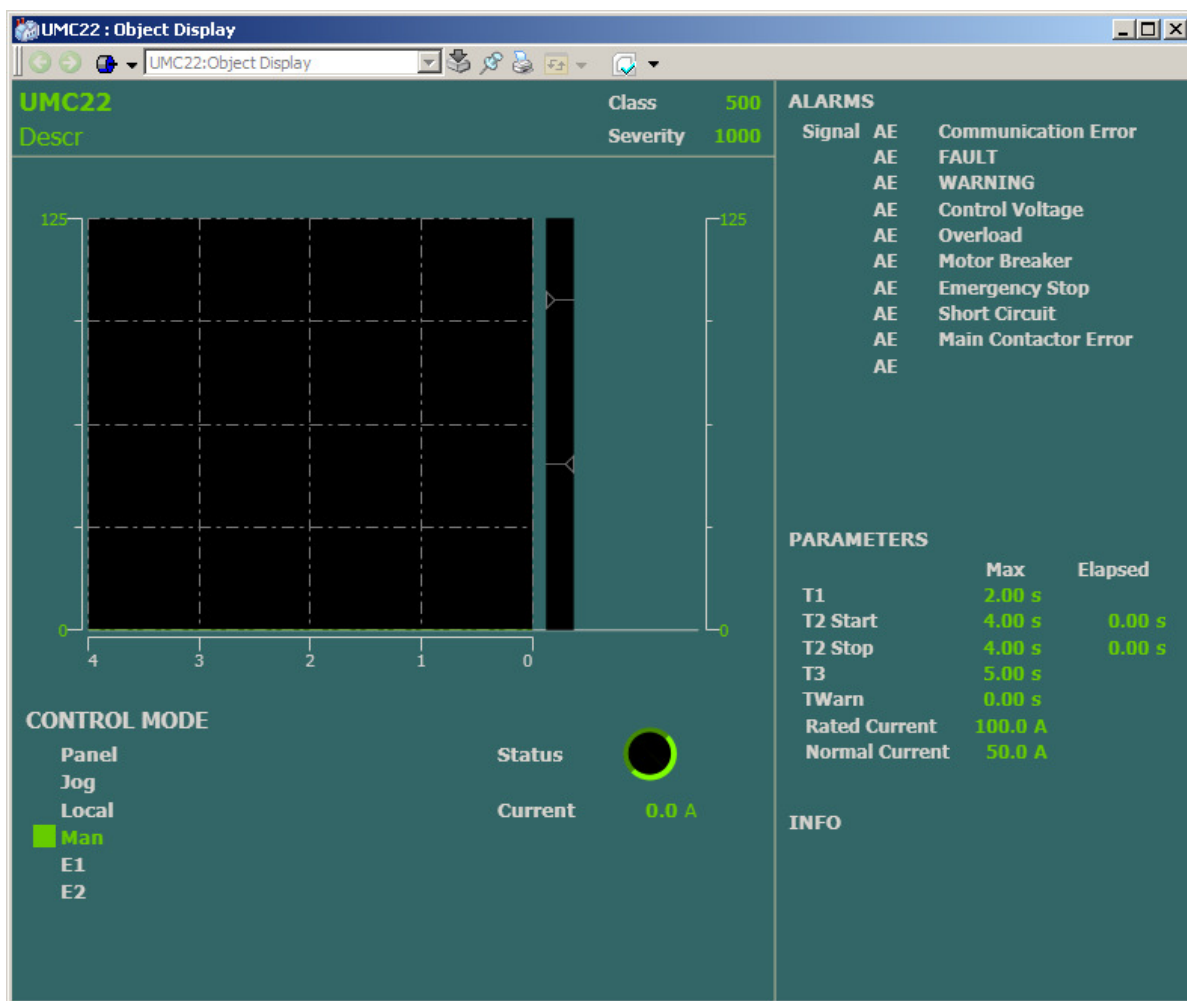 UMC22 : Object Display
UMC22:Object Display
UMC22
Descr
Class 500
Severity 1000
125
125
0
0
4 3 2 1 0
CONTROL MODE
Panel
Jog
Local
Man
E1
E2
Status
Current 0.0 A
ALARMS
Signal AE Communication Error
AE FAULT
AE WARNING
AE Control Voltage
AE Overload
AE Motor Breaker
AE Emergency Stop
AE Short Circuit
AE Main Contactor Error
AE
PARAMETERS
Max Elapsed
T1 2.00 s
T2 Start 4.00 s 0.00 s
T2 Stop 4.00 s 0.00 s
T3 5.00 s
TWarn 0.00 s
Rated Current 100.0 A
Normal Current 50.0 A
INFO